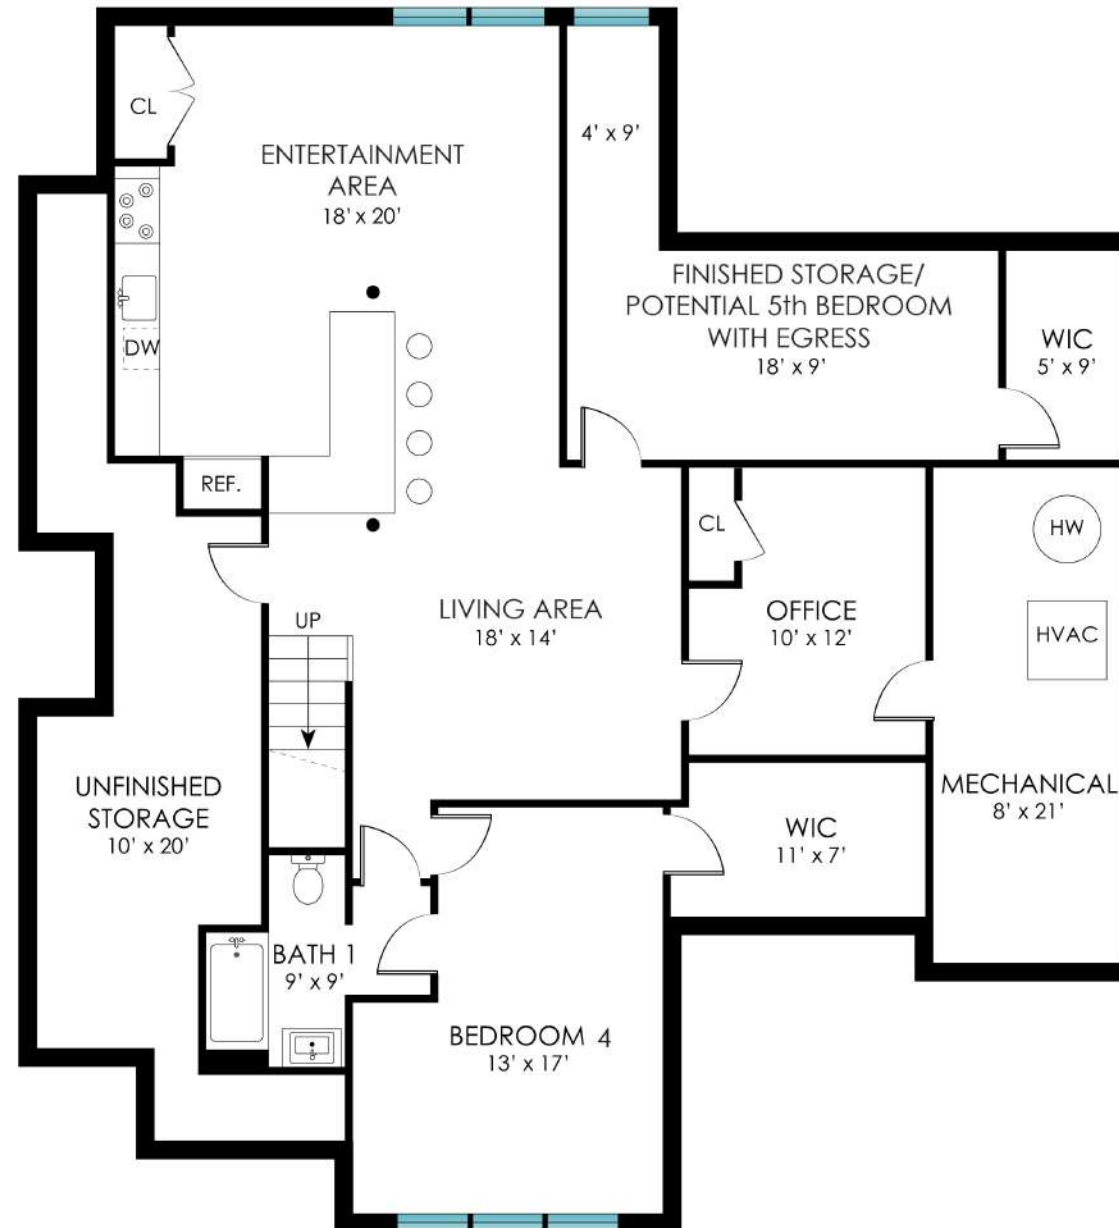 CL
4' x 9'
ENTERTAINMENT
AREA
18' x 20'
FINISHED STORAGE/
POTENTIAL 5th BEDROOM
WITH EGRESS
18' x 9'
WIC
5' x 9'
DW
REF.
CL
HW
OFFICE
10' x 12'
LIVING AREA
18' x 14'
UP
HVAC
UNFINISHED
STORAGE
10' x 20'
MECHANICAL
8' x 21'
WIC
11' x 7'
BATH 1
9' x 9'
BEDROOM 4
13' x 17'